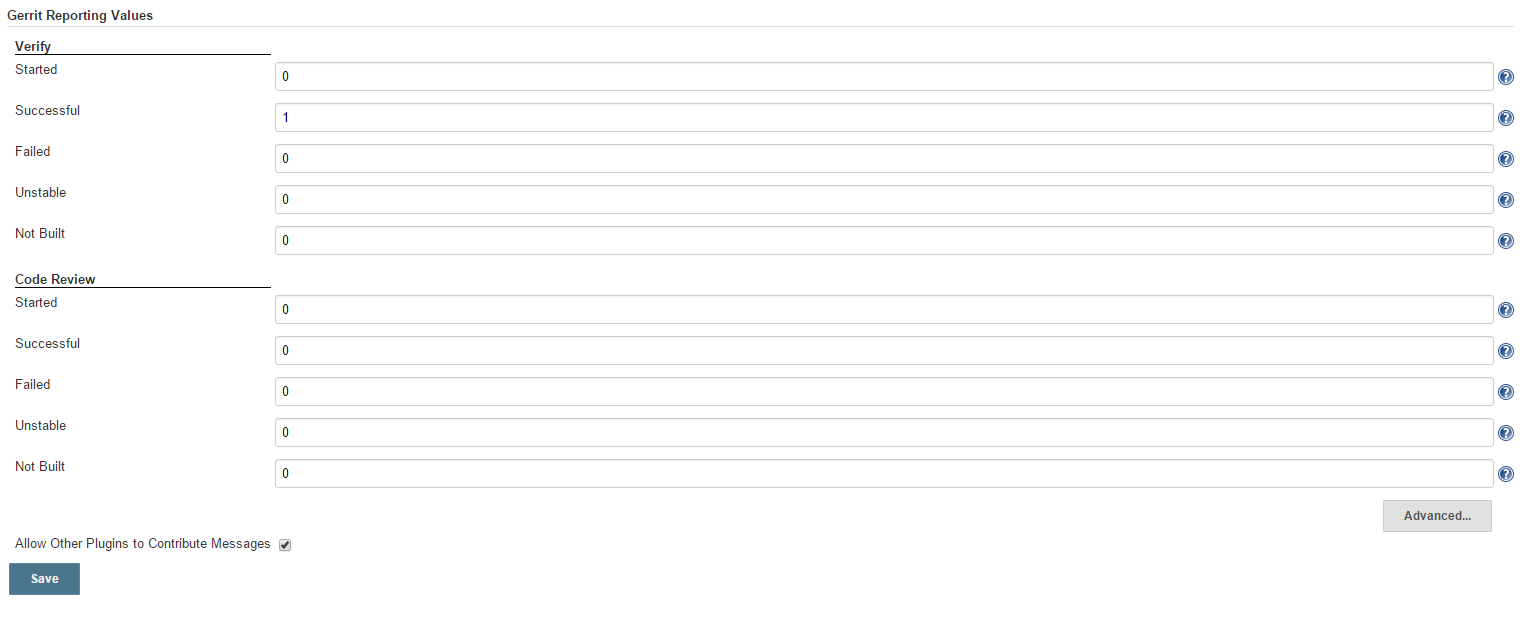 Gerrit Reporting Values
Verify
Started
0
Successful
1
Failed
0
Unstable
0
Not Built
0
Code Review
Started
0
Successful
0
Failed
0
Unstable
0
Not Built
0
Advanced...
Allow Other Plugins to Contribute Messages
Save